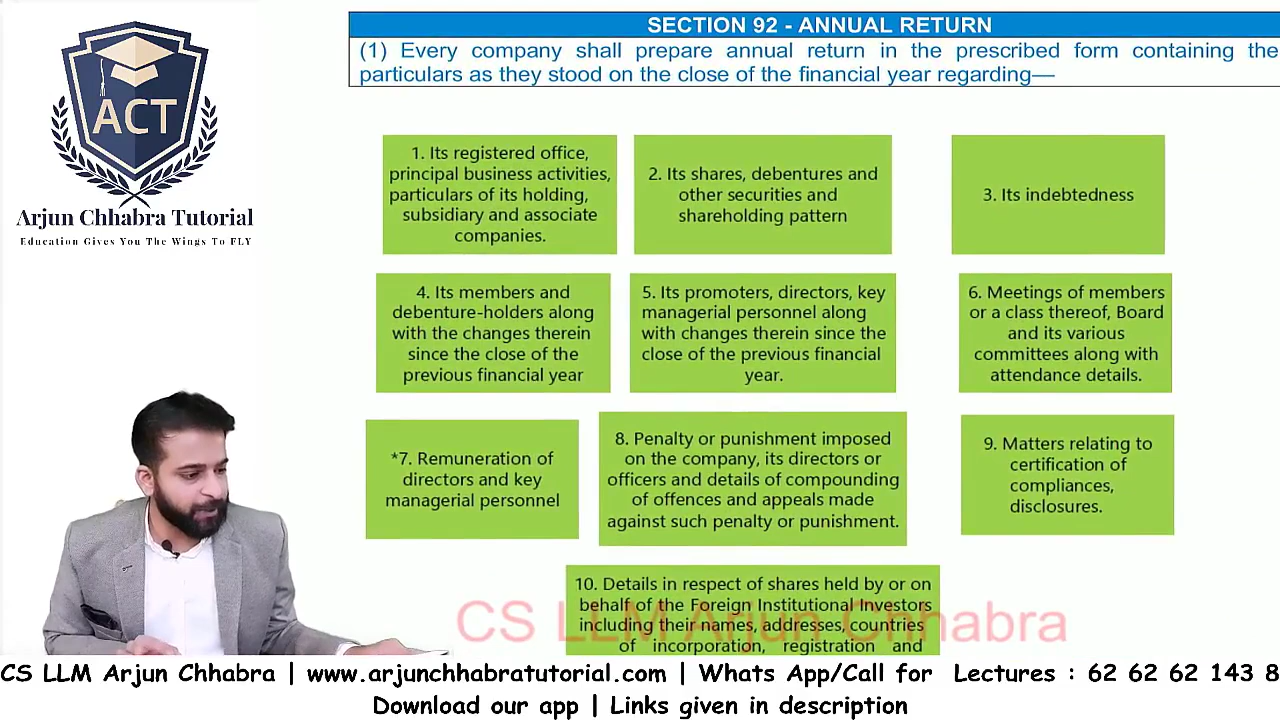 ACT
Arjun Chhabra Tutorial
Education Gives You The Wings To FLY
SECTION 92 - ANNUAL RETURN
(1) Every company shall prepare annual return in the prescribed form containing the
particulars as they stood on the close of the financial year regarding—
1. Its registered office,
principal business activities,
particulars of its holding,
subsidiary and associate
companies.
2. Its shares, debentures and
other securities and
shareholding pattern
3. Its indebtedness
4. Its members and
debenture-holders along
with the changes therein
since the close of the
previous financial year
5. Its promoters, directors, key
managerial personnel along
with changes therein since the
close of the previous financial
year.
6. Meetings of members
or a class thereof, Board
and its various
committees along with
attendance details.
*7. Remuneration of
directors and key
managerial personnel
8. Penalty or punishment imposed
on the company, its directors or
officers and details of compounding
of offences and appeals made
against such penalty or punishment.
9. Matters relating to
certification of
compliances,
disclosures.
10. Details in respect of shares held by or on
behalf of the Foreign Institutional Investors
including their names, addresses, countries
of incorporation, registration and
CS LLM Arjun Chhabra
CS LLM Arjun Chhabra | www.arjunchhabratutorial.com | Whats App/Call for Lectures : 62 62 62 143 8
Download our app | Links given in description